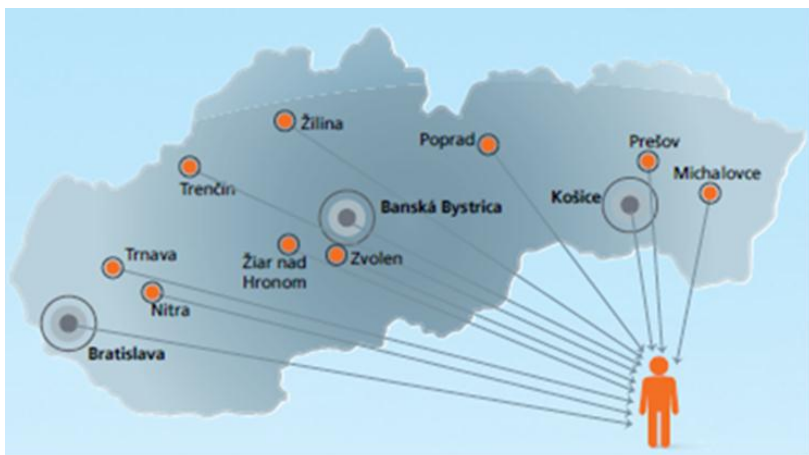 Žilina
Poprad
Prešov
Trenčín
Michalovce
Košice
Banská Bystrica
Trnava
Žiar nad
Hronom
Zvolen
Nitra
Bratislava